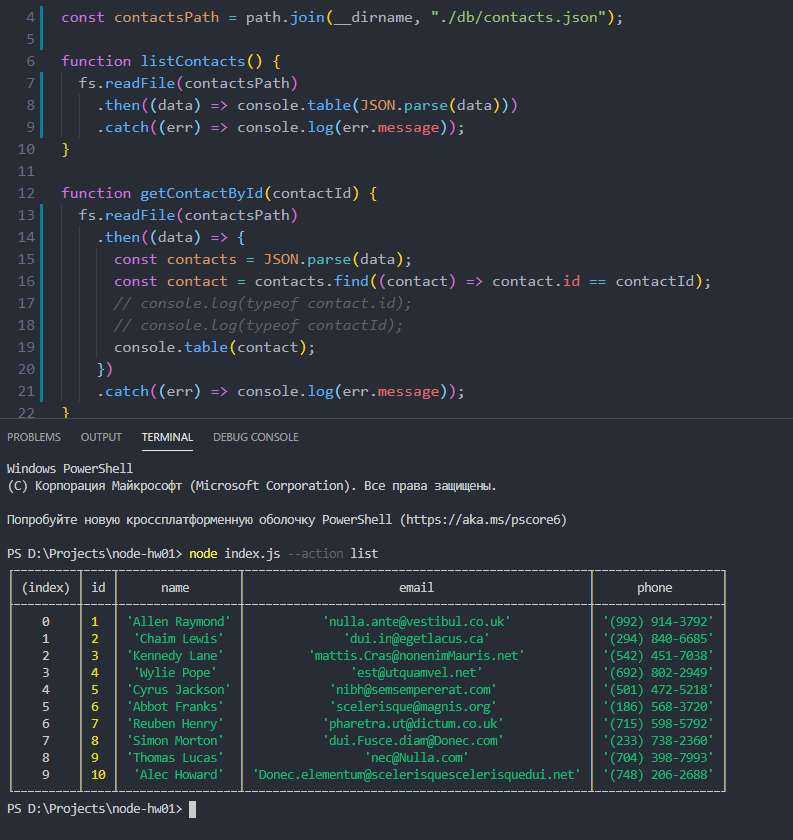 4 const contactsPath = path.join(__dirname, "./db/contacts.json");
5
6 function listContacts() {
7 fs.readFile(contactsPath)
8 .then((data) => console.table(JSON.parse(data)))
9 .catch((err) => console.log(err.message));
10 }
11
12 function getContactById(contactId) {
13 fs.readFile(contactsPath)
14 .then((data) => {
15 const contacts = JSON.parse(data);
16 const contact = contacts.find((contact) => contact.id == contactId);
17 // console.log(typeof contact.id);
18 // console.log(typeof contactId);
19 console.table(contact);
20 })
21 .catch((err) => console.log(err.message));
22 }
PROBLEMS OUTPUT TERMINAL DEBUG CONSOLE
Windows PowerShell
(C) Корпорация Майкрософт (Microsoft Corporation). Все права защищены.
Попробуйте новую кроссплатформенную оболочку PowerShell (https://aka.ms/pscore6)
PS D:\Projects\node-hw01> node index.js --action list
(index) id name email phone
0 1 'Allen Raymond' 'nulla.ante@vestibul.co.uk' '(992) 914-3792'
1 2 'Chaim Lewis' 'dui.in@egetlacus.ca' '(294) 840-6685'
2 3 'Kennedy Lane' 'mattis.Cras@nonenimMauris.net' '(542) 451-7038'
3 4 'Wylie Pope' 'est@utquamvel.net' '(692) 802-2949'
4 5 'Cyrus Jackson' 'nibh@semsempererat.com' '(501) 472-5218'
5 6 'Abbot Franks' 'scelerisque@magnis.org' '(186) 568-3720'
6 7 'Reuben Henry' 'pharetra.ut@dictum.co.uk' '(715) 598-5792'
7 8 'Simon Morton' 'dui.Fusce.diam@Donec.com' '(233) 738-2360'
8 9 'Thomas Lucas' 'nec@Nulla.com' '(704) 398-7993'
9 10 'Alec Howard' 'Donec.elementum@scelerisquescelerisquedui.net' '(748) 206-2688'
PS D:\Projects\node-hw01>